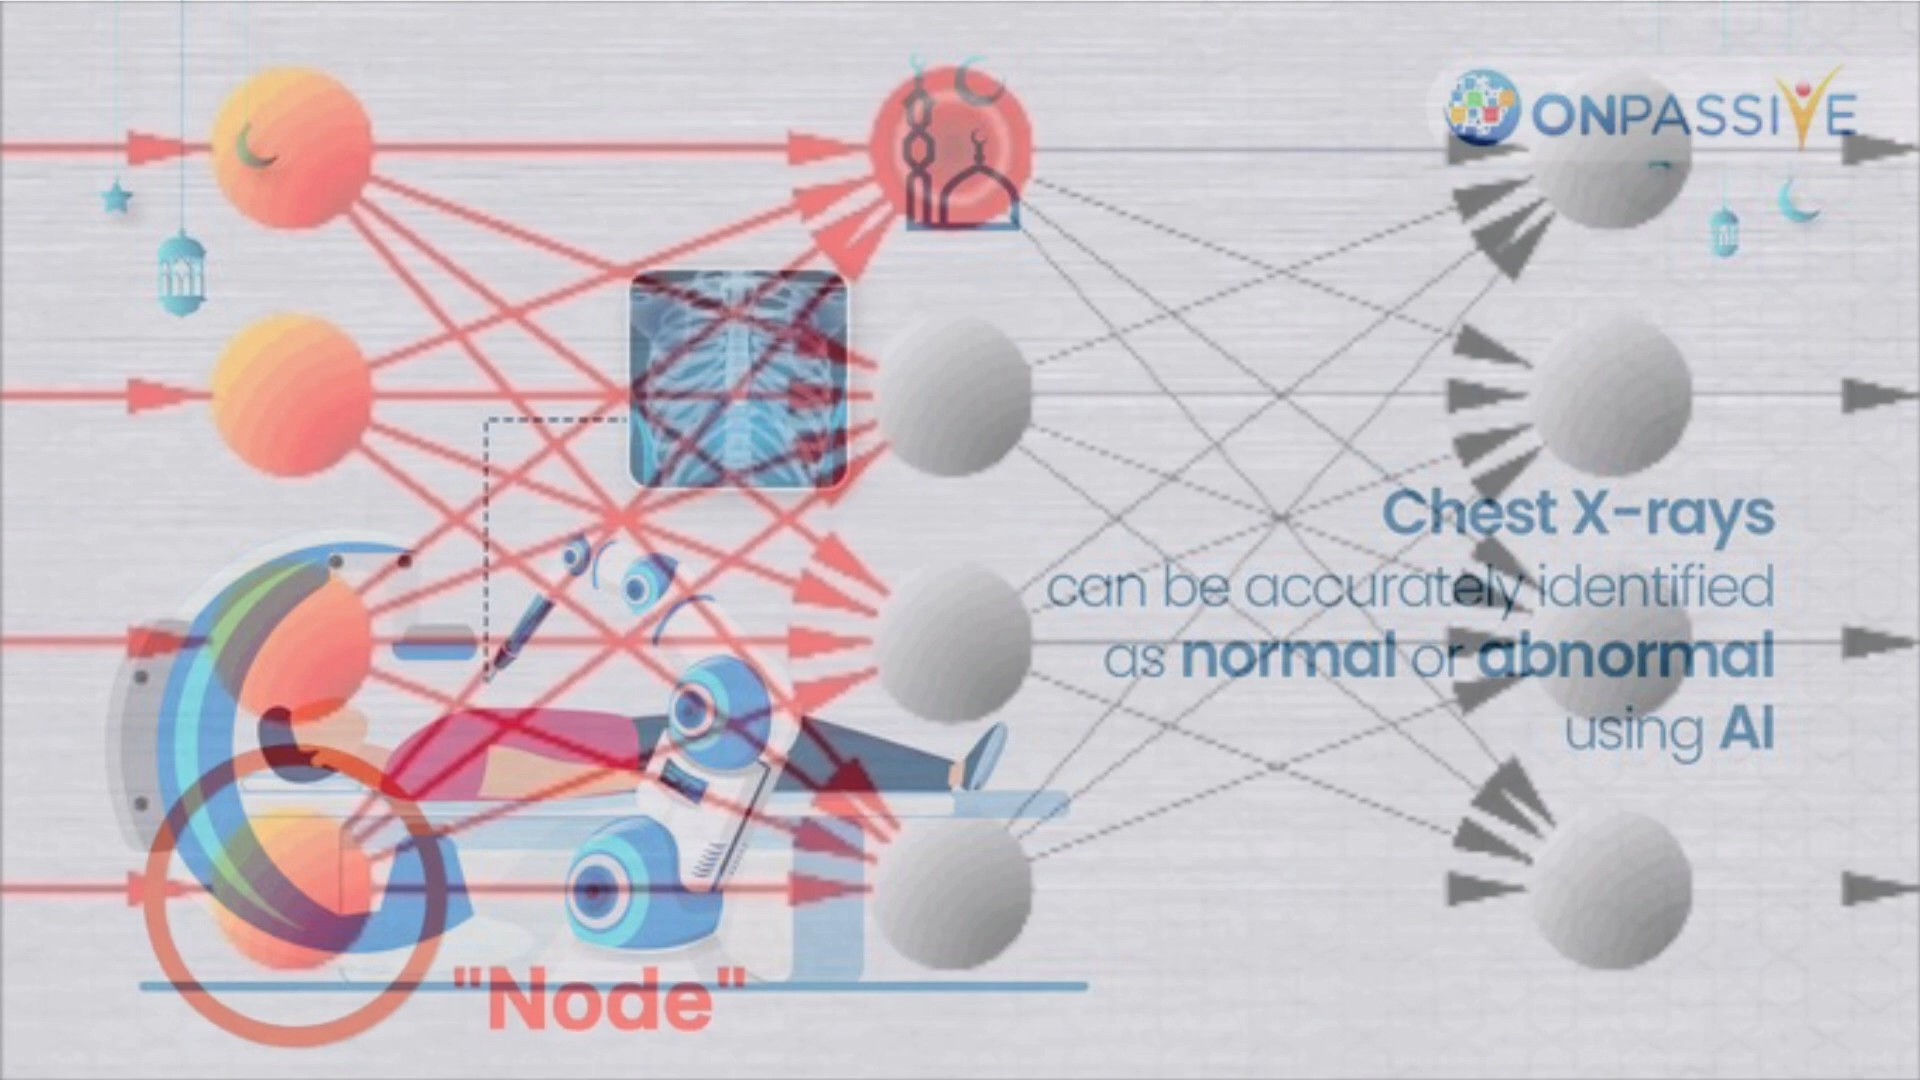 ONPASSIVE
Chest X-rays
can be accurately identified
as normal or abnormal
using AI
"Node"